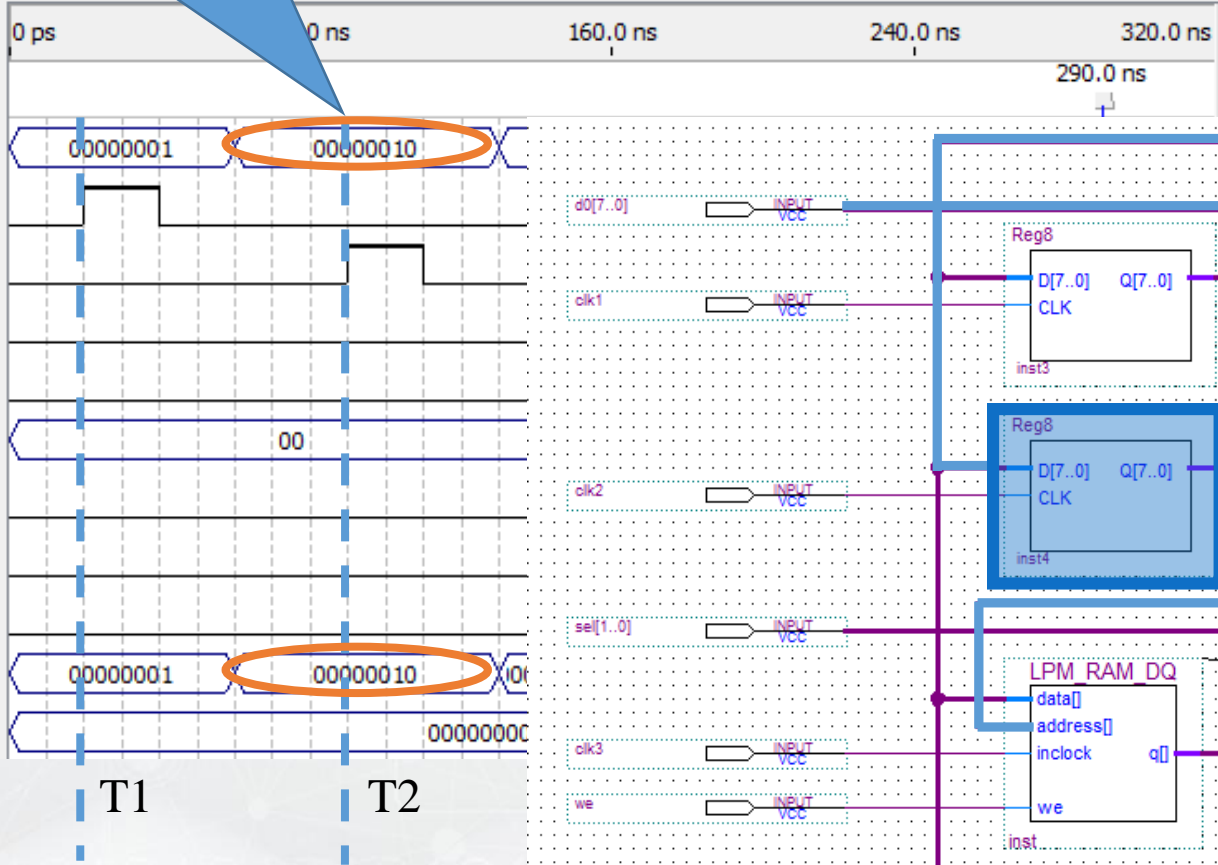 0 ps 0 ns 160.0 ns 240.0 ns 320.0 ns
290.0 ns
00000001 00000010
d0[7..0] INPUT
VCC
Reg8
D[7..0] Q[7..0]
CLK
inst3
clk1 INPUT
VCC
00
Reg8
D[7..0] Q[7..0]
CLK
inst4
clk2 INPUT
VCC
sel[1..0] INPUT
VCC
00000001 00000010
00000000
LPM_RAM_DQ
data[]
address[]
inclock q[]
we
inst
clk3 INPUT
VCC
we INPUT
VCC
T1 T2